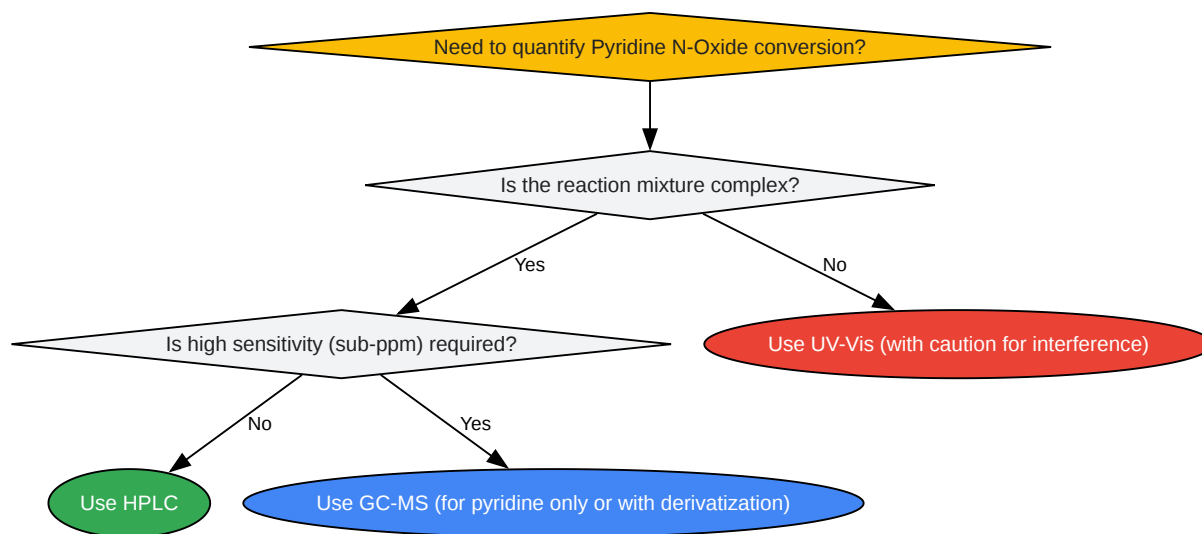 Need to quantify Pyridine N-Oxide conversion?
Is the reaction mixture complex?
Yes
No
Is high sensitivity (sub-ppm) required?
Use UV-Vis (with caution for interference)
No
Yes
Use HPLC
Use GC-MS (for pyridine only or with derivatization)